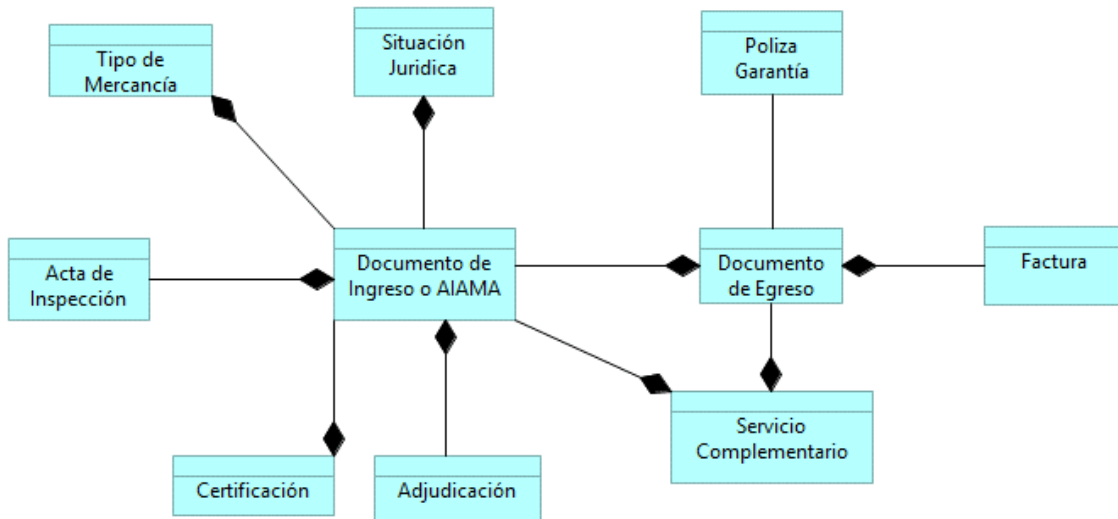 Tipo de
Mercancía
Situación
Juridica
Poliza
Garantía
Acta de
Inspección
Documento de
Ingreso o AIAMA
Documento
de Egreso
Factura
Servicio
Complementario
Certificación
Adjudicación